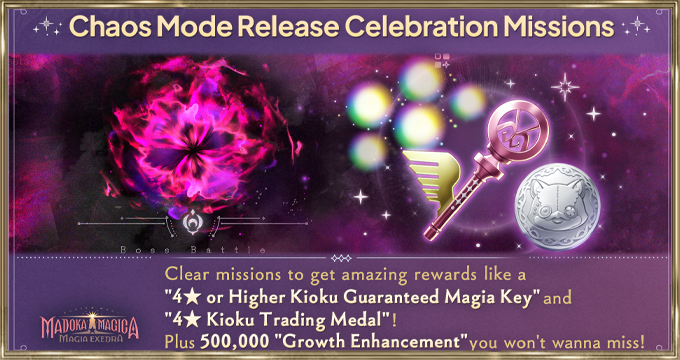 Chaos Mode Release Celebration Missions
Boss Battle
Clear missions to get amazing rewards like a
"4★ or Higher Kioku Guaranteed Magia Key" and
"4★ Kioku Trading Medal"!
Plus 500,000 "Growth Enhancement" you won't wanna miss!
MADOKA MAGICA
MAGIA EXEDRA